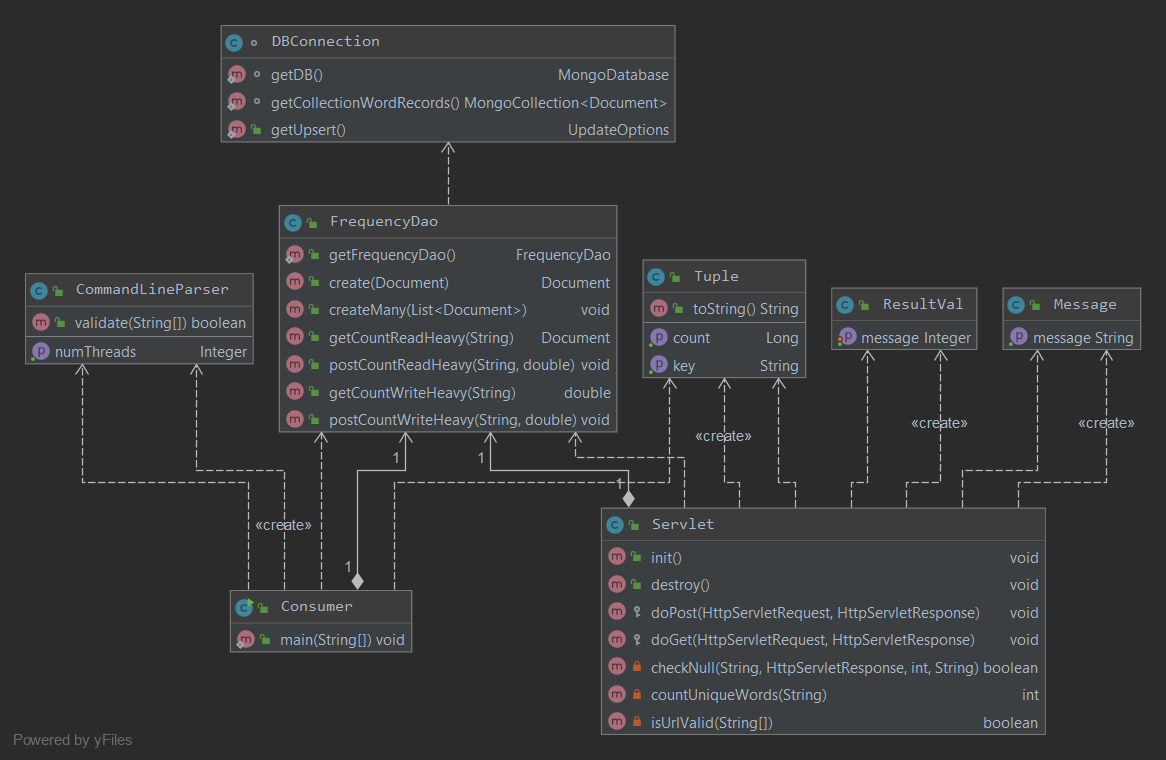 DBConnection
getDB() MongoDatabase
getCollectionWordRecords() MongoCollection<Document>
getUpsert() UpdateOptions
FrequencyDao
getFrequencyDao() FrequencyDao
create(Document) Document
createMany(List<Document>) void
getCountReadHeavy(String) Document
postCountReadHeavy(String, double) void
getCountWriteHeavy(String) double
postCountWriteHeavy(String, double) void
CommandLineParser
validate(String[]) boolean
numThreads Integer
Tuple
toString() String
count Long
key String
ResultVal
message Integer
Message
message String
«create»
«create»
«create»
1
1
1
«create»
1
Consumer
main(String[]) void
Servlet
init() void
destroy() void
doPost(HttpServletRequest, HttpServletResponse) void
doGet(HttpServletRequest, HttpServletResponse) void
checkNull(String, HttpServletResponse, int, String) boolean
countUniqueWords(String) int
isUrlValid(String[]) boolean
Powered by yFiles